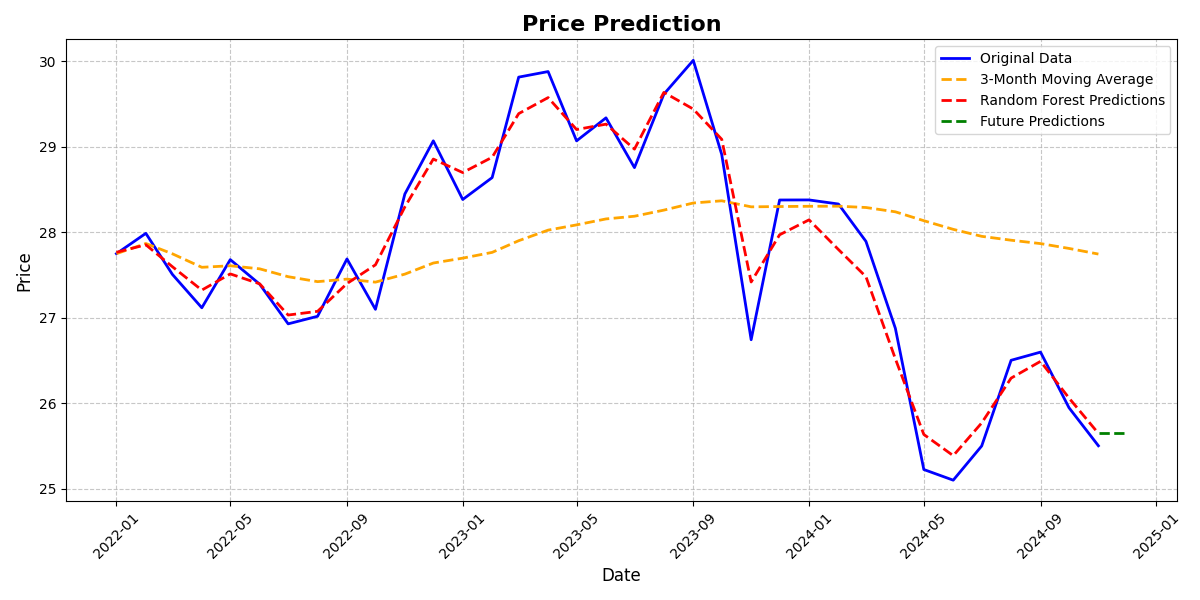 Price Prediction
Original Data
3-Month Moving Average
Random Forest Predictions
Future Predictions
30
29
28
27
26
25
Price
2022-01
2022-05
2022-09
2023-01
2023-05
2023-09
2024-01
2024-05
2024-09
2025-01
Date